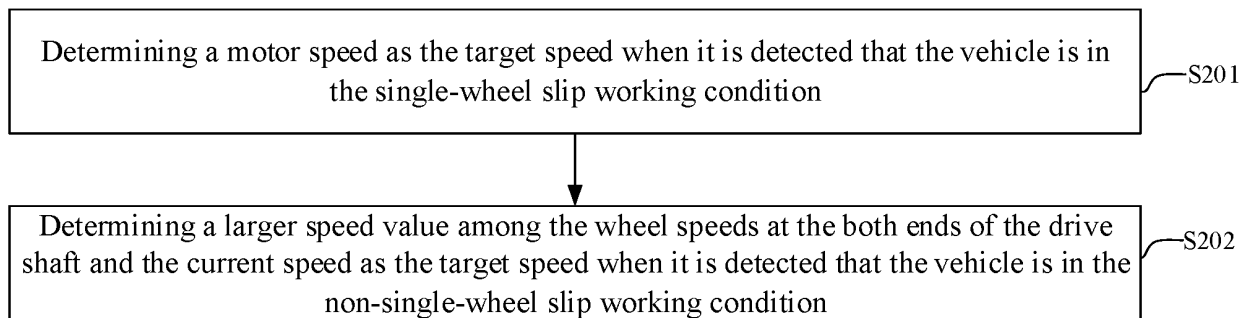 Determining a motor speed as the target speed when it is detected that the vehicle is in
the single-wheel slip working condition
S201
Determining a larger speed value among the wheel speeds at the both ends of the drive
shaft and the current speed as the target speed when it is detected that the vehicle is in the
non-single-wheel slip working condition
S202